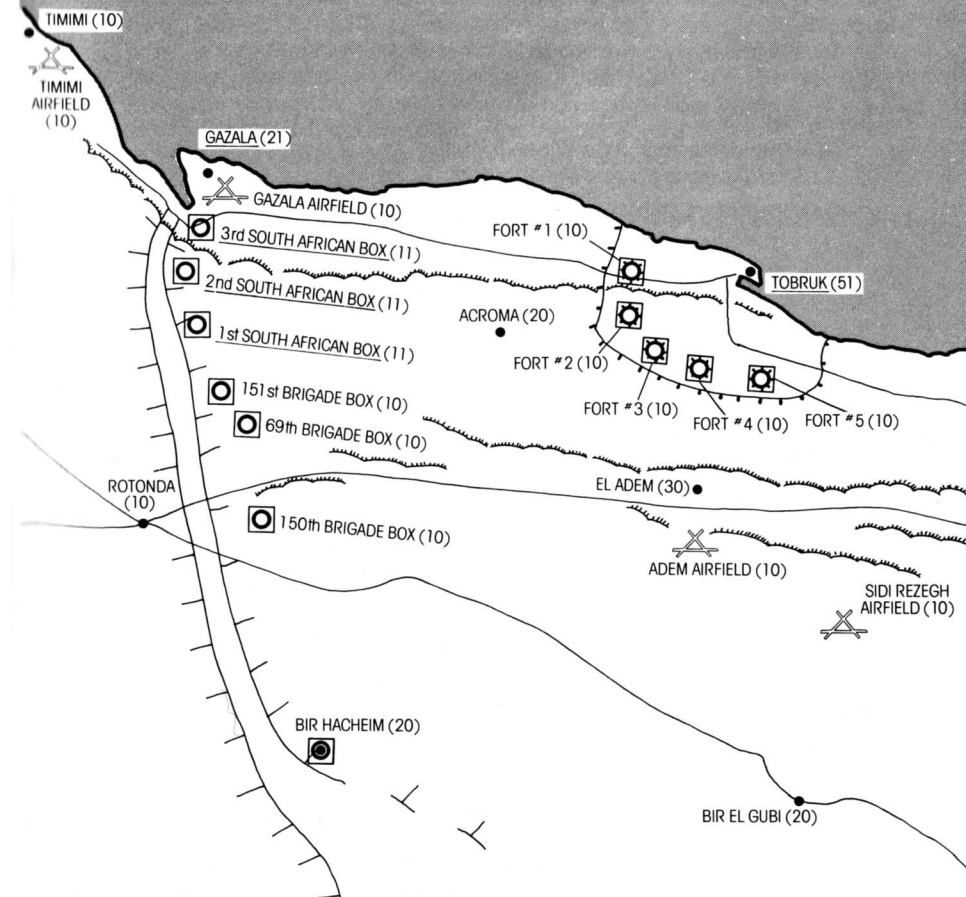 TIMIMI (10)
TIMIMI
AIRFIELD
(10)
GAZALA (21)
GAZALA AIRFIELD (10)
3rd SOUTH AFRICAN BOX (11)
FORT #1 (10)
2nd SOUTH AFRICAN BOX (11)
TOBRUK (51)
ACROMA (20)
1st SOUTH AFRICAN BOX (11)
FORT #2 (10)
151st BRIGADE BOX (10)
FORT #3 (10)
FORT #4 (10)
FORT #5 (10)
69th BRIGADE BOX (10)
ROTONDA
(10)
EL ADEM (30)
150th BRIGADE BOX (10)
ADEM AIRFIELD (10)
SIDI REZEGH
AIRFIELD (10)
BIR HACHEIM (20)
BIR EL GUBI (20)